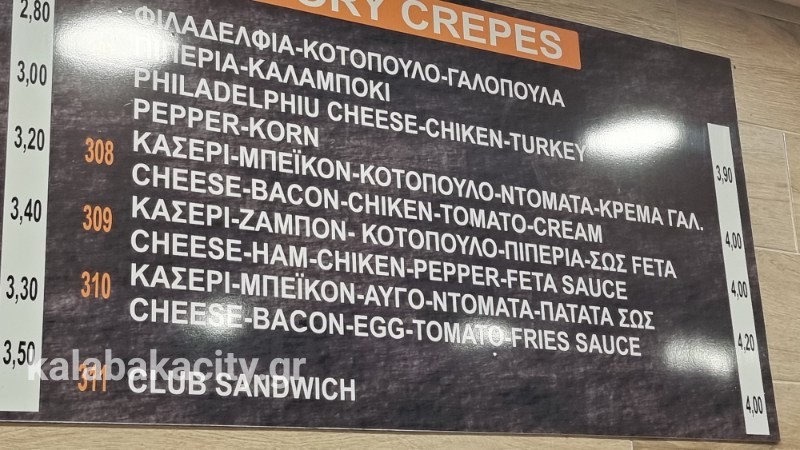 ORY CREPES
2,80
ΦΙΛΑΔΕΛΦΙΑ-ΚΟΤΟΠΟΥΛΟ-ΓΑΛΟΠΟΥΛΑ
ΠΙΠΕΡΙΑ-ΚΑΛΑΜΠΟΚΙ
3,00
PHILADELPHIU CHEESE-CHIKEN-TURKEY
PEPPER-KORN
3,90
3,20
308 ΚΑΣΕΡΙ-ΜΠΕΪΚΟΝ-ΚΟΤΟΠΟΥΛΟ-ΝΤΟΜΑΤΑ-ΚΡΕΜΑ ΓΑΛ.
CHEESE-BACON-CHIKEN-TOMATO-CREAM
4,00
3,40
309 ΚΑΣΕΡΙ-ΖΑΜΠΟΝ- ΚΟΤΟΠΟΥΛΟ-ΠΙΠΕΡΙΑ-ΣΩΣ FETA
CHEESE-HAM-CHIKEN-PEPPER-FETA SAUCE
4,00
3,30
310 ΚΑΣΕΡΙ-ΜΠΕΪΚΟΝ-ΑΥΓΟ-ΝΤΟΜΑΤΑ-ΠΑΤΑΤΑ ΣΩΣ
CHEESE-BACON-EGG-TOMATO-FRIES SAUCE
4,20
3,50
311 CLUB SANDWICH
4,00
kalabakacity.gr